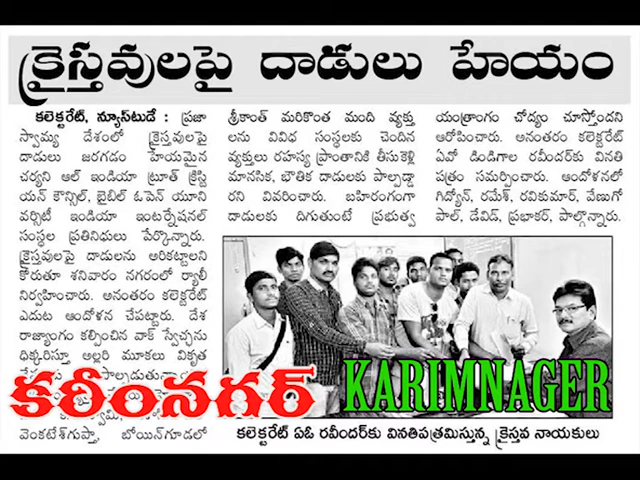 క్రైస్తవులపై దాడులు హేయం
కలెక్టరేట్, న్యూస్‌టుడే : ప్రజా
స్వామ్య దేశంలో క్రైస్తవులపై
దాడులు జరగడం హేయమైన
చర్యని ఆల్ ఇండియా ట్రూత్ క్రిస్టి
యన్ కౌన్సిల్, బైబిల్ ఓపెన్ యూని
వర్సిటీ ఇండియా ఇంటర్నేషనల్
సంస్థల ప్రతినిధులు పేర్కొన్నారు.
క్రైస్తవులపై దాడులను అరికట్టాలని
కోరుతూ శనివారం నగరంలో ర్యాలీ
నిర్వహించారు. అనంతరం కలెక్టరేట్
ఎదుట ఆందోళన చేపట్టారు. దేశ
రాజ్యాంగం కల్పించిన వాక్ స్వేచ్ఛను
ధిక్కరిస్తూ అల్లరి మూకలు వికృత
పాల్పడుతున్నా
వెంకటేశ్‌గుప్తా, బోయిన్‌గూడలో
శ్రీకాంత్ మరికొంత మంది వ్యక్తు
లను వివిధ సంస్థలకు చెందిన
వ్యక్తులు రహస్య ప్రాంతానికి తీసుకెళ్లి
మానసిక, భౌతిక దాడులకు పాల్పడ్డా
రని వివరించారు. బహిరంగంగా
దాడులకు దిగుతుంటే ప్రభుత్వ
యంత్రాంగం చోద్యం చూస్తోందని
ఆరోపించారు. అనంతరం కలెక్టరేట్
ఏవో డిండిగాల రవీందర్‌కు వినతి
పత్రం సమర్పించారు. ఆందోళనలో
గిద్యోన్, రమేశ్, రవికుమార్, వేణుగో
పాల్, డేవిడ్, ప్రభాకర్, పాల్గొన్నారు.
కరీంనగర్ KARIMNAGER
కలెక్టరేట్ ఏఓ రవీందర్‌కు వినతిపత్రమిస్తున్న క్రైస్తవ నాయకులు